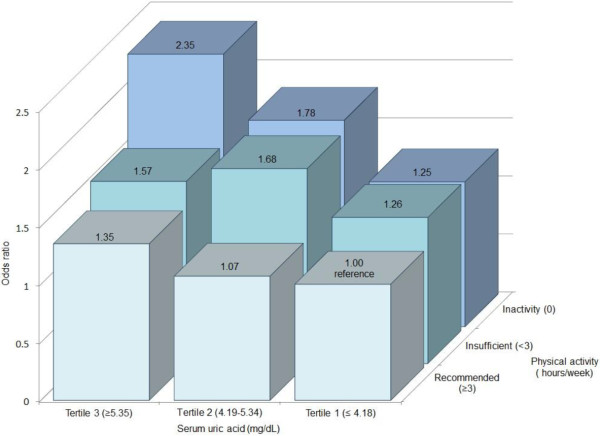 2.35
1.78
2.5
1.57
1.68
1.25
2
1.26
1.35
1.07
1.00
reference
1.5
Odds ratio
1
Inactivity (0)
Insufficient (<3)
Physical activity
( hours/week)
0.5
Recommended
(≥3)
0
Tertile 3 (≥5.35)
Tertile 2 (4.19-5.34)
Tertile 1 (≤ 4.18)
Serum uric acid (mg/dL)